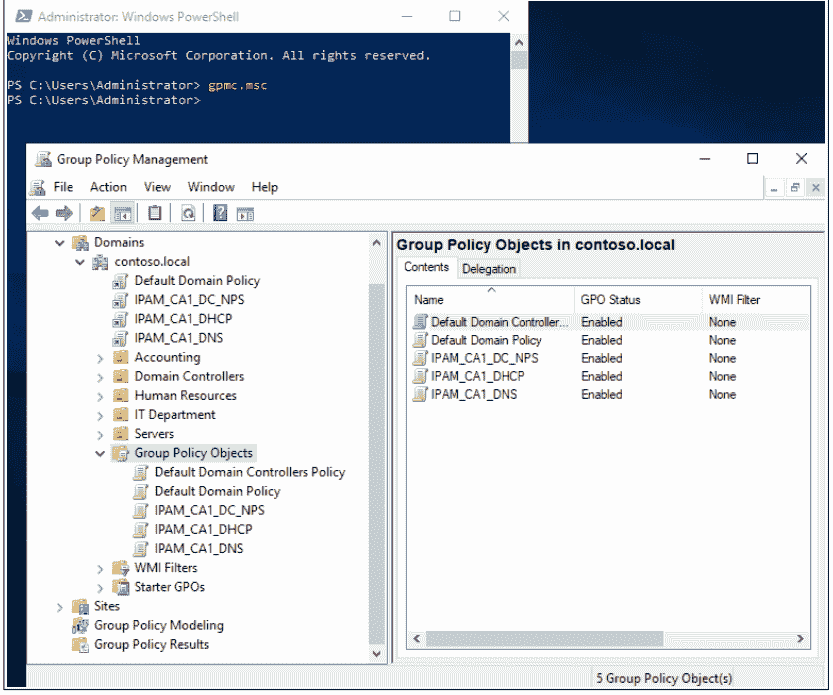 Administrator: Windows PowerShell
Windows PowerShell
Copyright (C) Microsoft Corporation. All rights reserved.
PS C:\Users\Administrator> gpmc.msc
PS C:\Users\Administrator>
Group Policy Management
File Action View Window Help
Domains
contoso.local
Default Domain Policy
IPAM_CA1_DC_NPS
IPAM_CA1_DHCP
IPAM_CA1_DNS
Accounting
Domain Controllers
Human Resources
IT Department
Servers
Group Policy Objects
Default Domain Controllers Policy
Default Domain Policy
IPAM_CA1_DC_NPS
IPAM_CA1_DHCP
IPAM_CA1_DNS
WMI Filters
Starter GPOs
Sites
Group Policy Modeling
Group Policy Results
Group Policy Objects in contoso.local
Contents Delegation
Name GPO Status WMI Filter
Default Domain Controller... Enabled None
Default Domain Policy Enabled None
IPAM_CA1_DC_NPS Enabled None
IPAM_CA1_DHCP Enabled None
IPAM_CA1_DNS Enabled None
5 Group Policy Object(s)